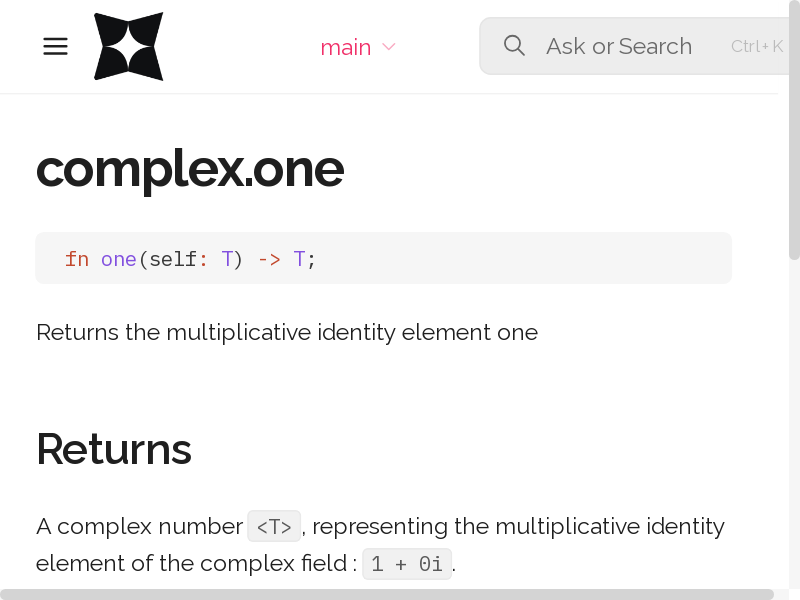 main
Ask or Search
Ctrl+K
complex.one
fn one(self: T) -> T;
Returns the multiplicative identity element one
Returns
A complex number <T>, representing the multiplicative identity
element of the complex field : 1 + 0i.